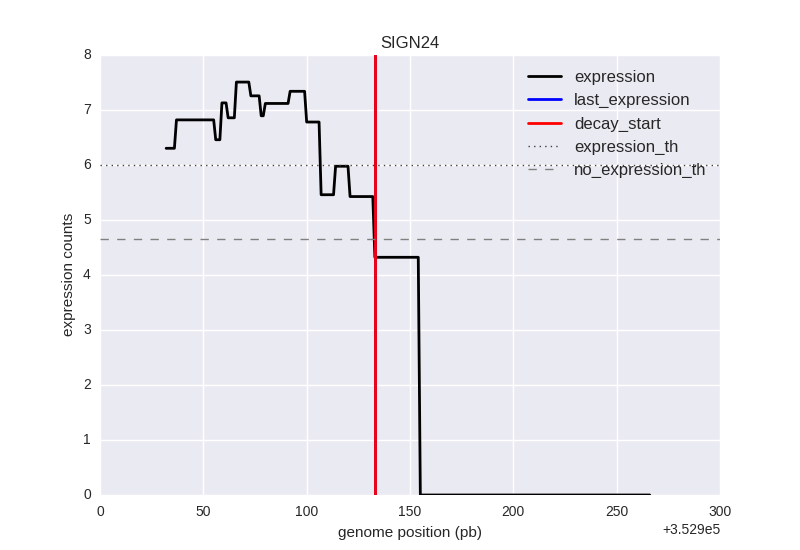 SIGN24
8
7
6
5
4
3
2
1
0
expression counts
expression
last_expression
decay_start
expression_th
no_expression_th
0 50 100 150 200 250 300
+3.529e5
genome position (pb)